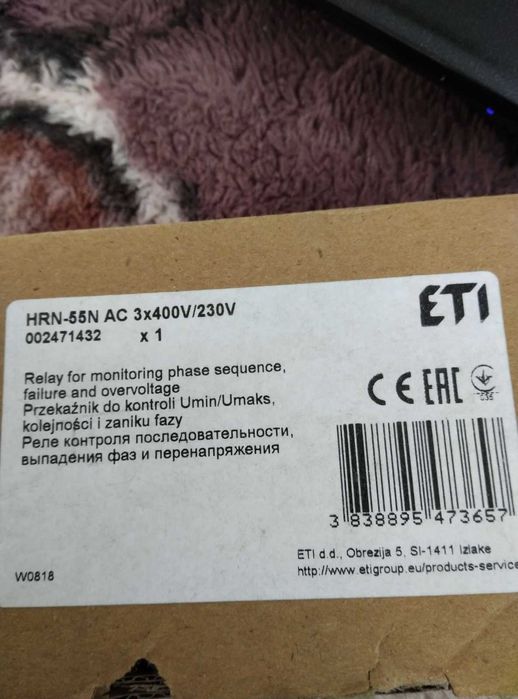 HRN-55N AC 3x400V/230V
002471432 x 1
ETI
Relay for monitoring phase sequence,
failure and overvoltage
Przekaźnik do kontroli Umin/Umaks,
kolejności i zaniku fazy
Реле контроля последовательности,
выпадения фаз и перенапряжения
CE EAC
3 838895 473657
ETI d.d., Obrezija 5, SI-1411 Izlake
http://www.etigroup.eu/products-service
W0818